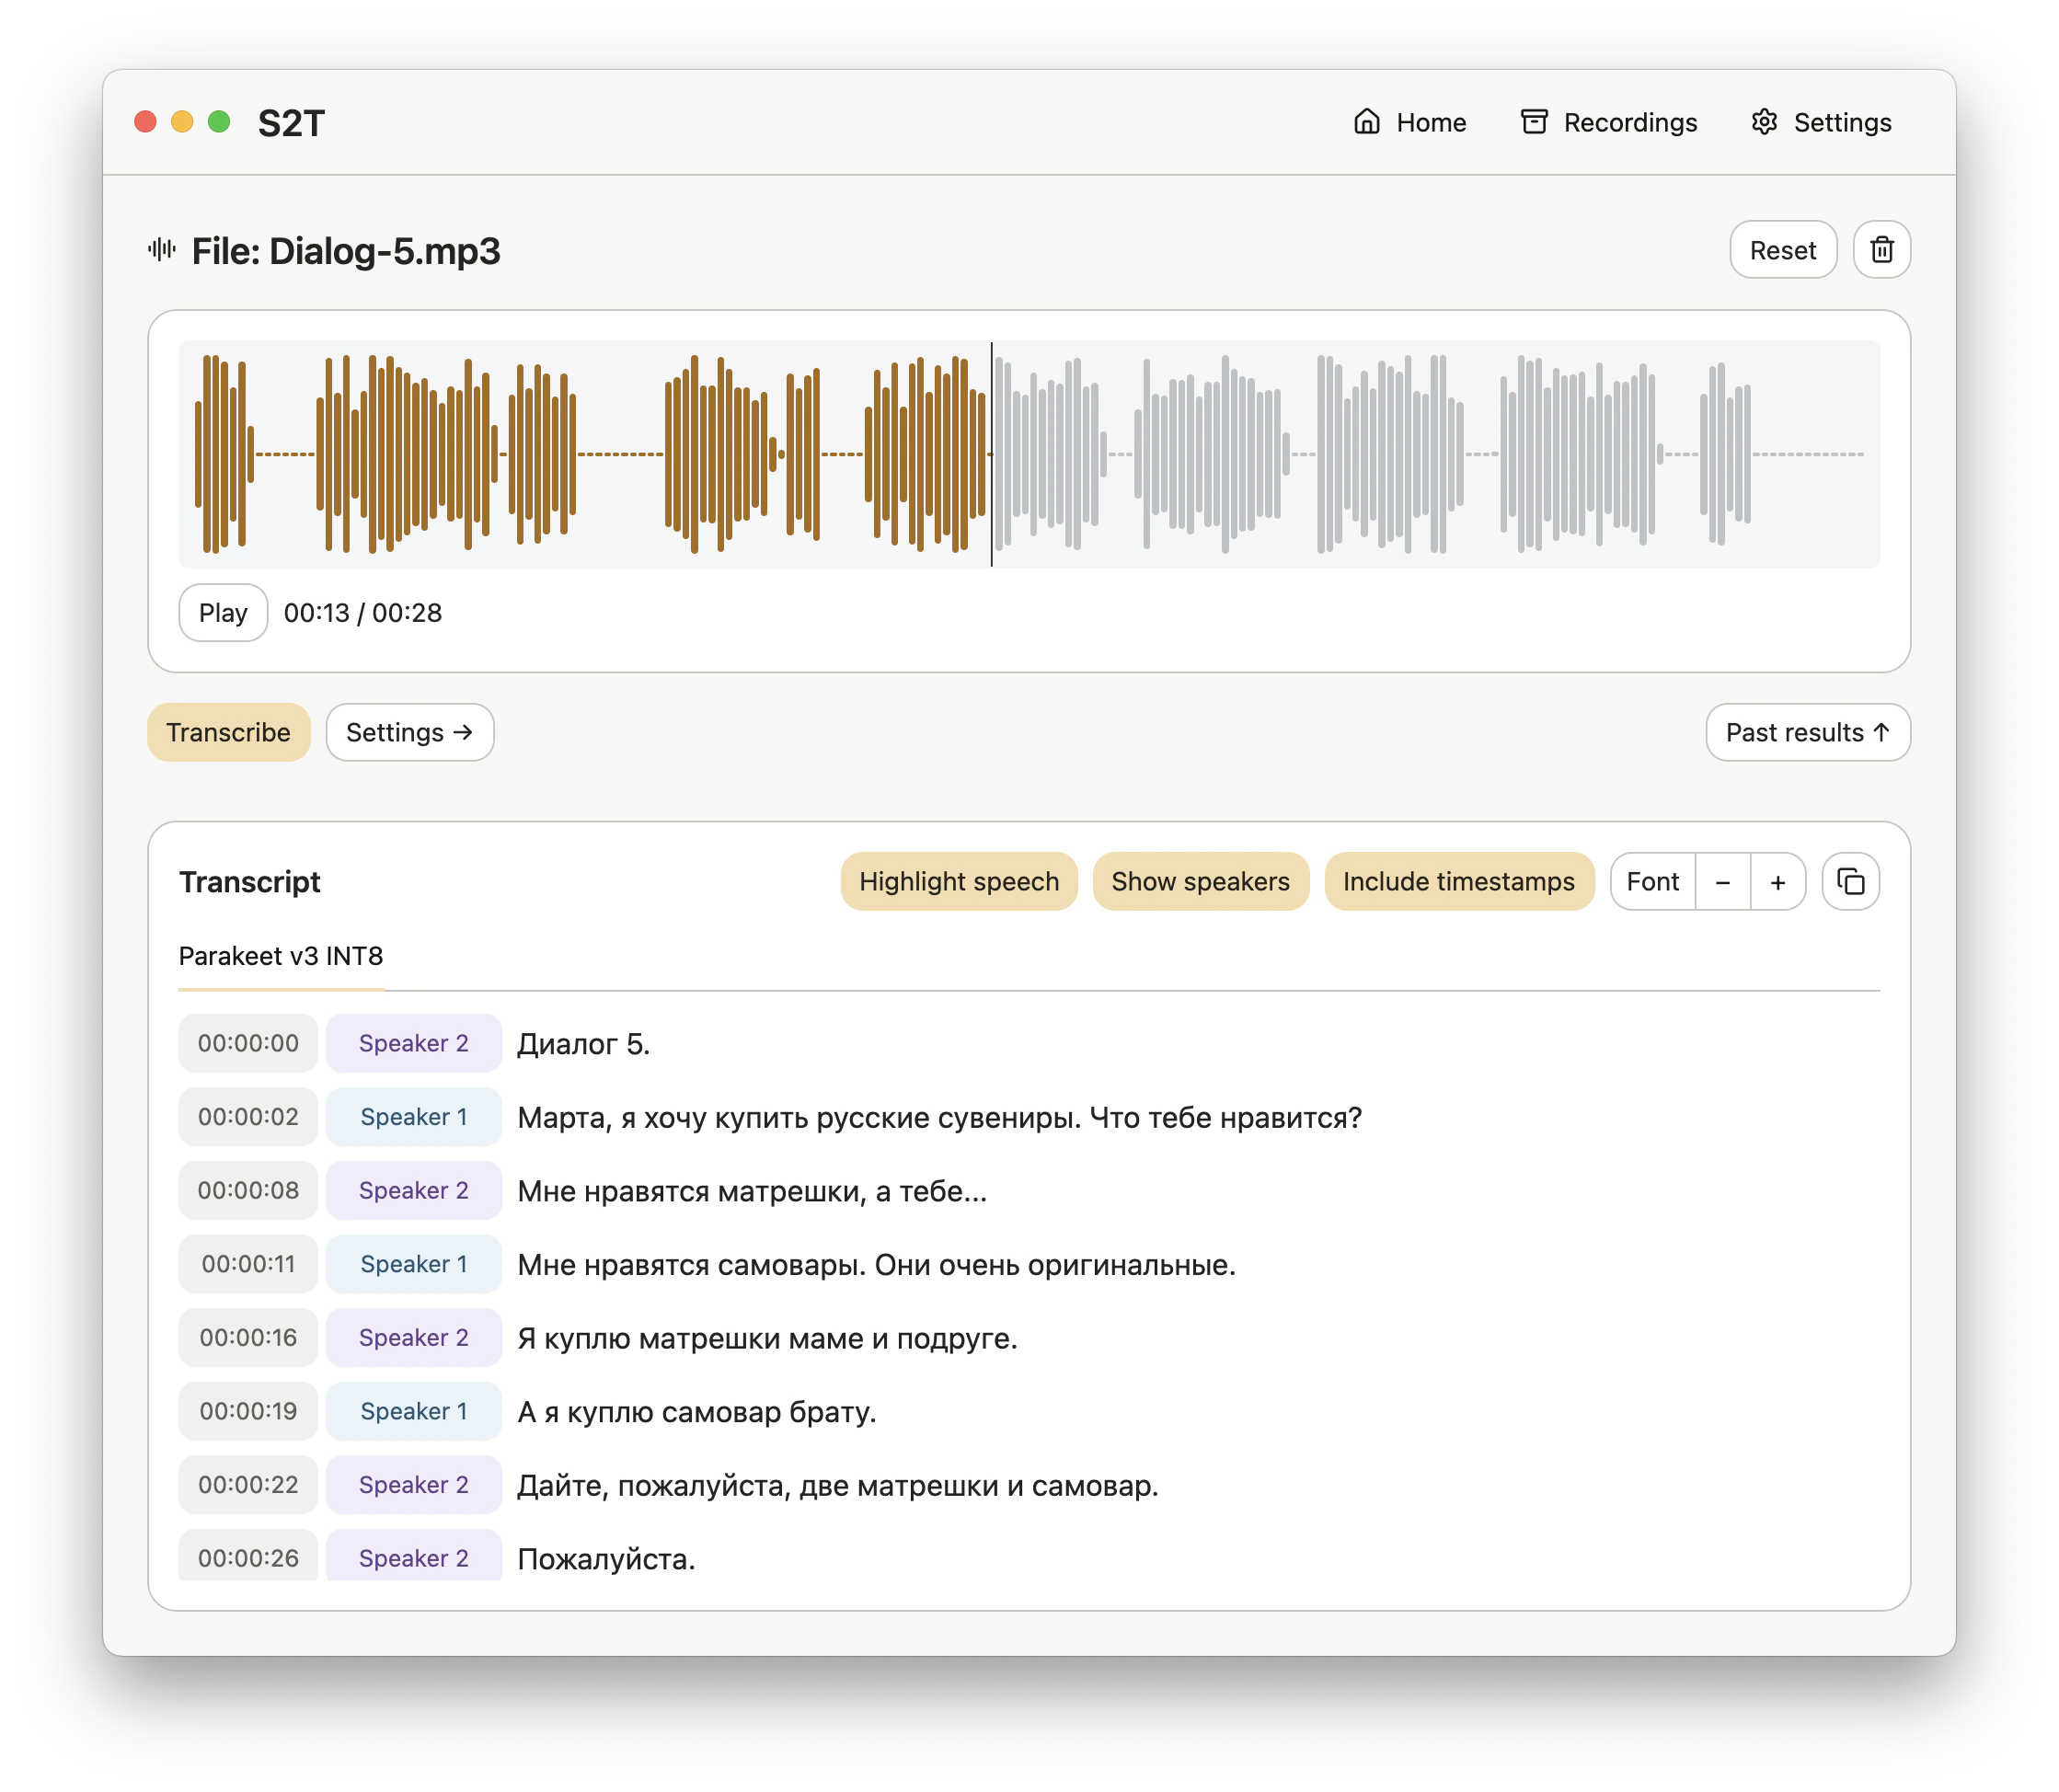 S2T
Home Recordings Settings
File: Dialog-5.mp3
Reset
Play 00:13 / 00:28
Transcribe Settings → Past results ↑
Transcript Highlight speech Show speakers Include timestamps Font − +
Parakeet v3 INT8
00:00:00 Speaker 2 Диалог 5.
00:00:02 Speaker 1 Марта, я хочу купить русские сувениры. Что тебе нравится?
00:00:08 Speaker 2 Мне нравятся матрешки, а тебе...
00:00:11 Speaker 1 Мне нравятся самовары. Они очень оригинальные.
00:00:16 Speaker 2 Я куплю матрешки маме и подруге.
00:00:19 Speaker 1 А я куплю самовар брату.
00:00:22 Speaker 2 Дайте, пожалуйста, две матрешки и самовар.
00:00:26 Speaker 2 Пожалуйста.